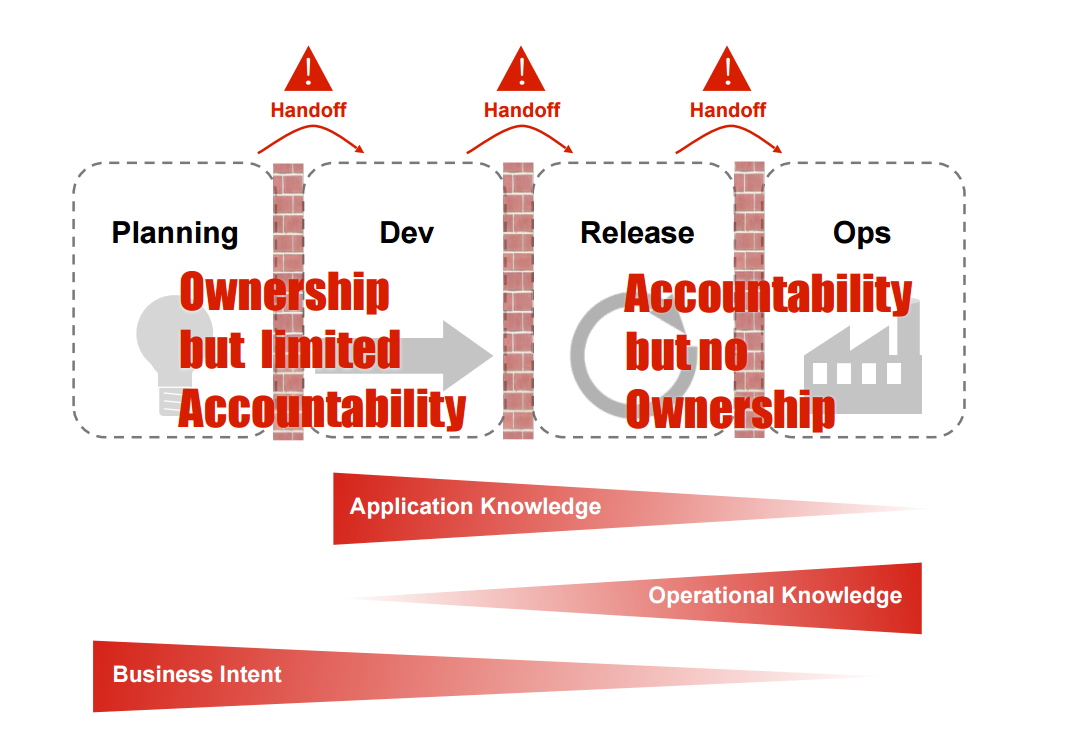 Handoff
Handoff
Handoff
Planning
Dev
Release
Ops
Ownership
but limited
Accountability
Accountability
but no
Ownership
Application Knowledge
Operational Knowledge
Business Intent